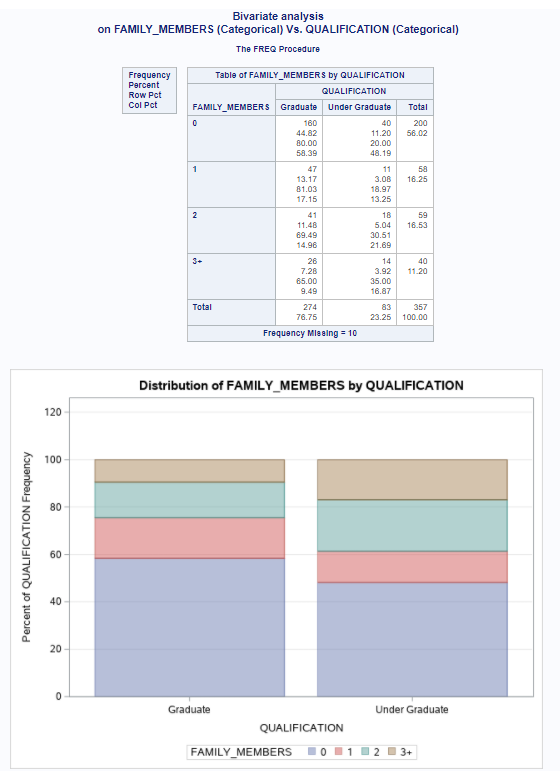 Bivariate analysis
on FAMILY_MEMBERS (Categorical) Vs. QUALIFICATION (Categorical)
The FREQ Procedure
Frequency
Percent
Row Pct
Col Pct
Table of FAMILY_MEMBERS by QUALIFICATION
QUALIFICATION
FAMILY_MEMBERS Graduate Under Graduate Total
0 160 40 200
44.82 11.20 56.02
80.00 20.00
58.39 48.19
1 47 11 58
13.17 3.08 16.25
81.03 18.97
17.15 13.25
2 41 18 59
11.48 5.04 16.53
69.49 30.51
14.96 21.69
3+ 26 14 40
7.28 3.92 11.20
65.00 35.00
9.49 16.87
Total 274 83 357
76.75 23.25 100.00
Frequency Missing = 10
Distribution of FAMILY_MEMBERS by QUALIFICATION
Percent of QUALIFICATION Frequency
120
100
80
60
40
20
0
Graduate Under Graduate
QUALIFICATION
FAMILY_MEMBERS 0 1 2 3+